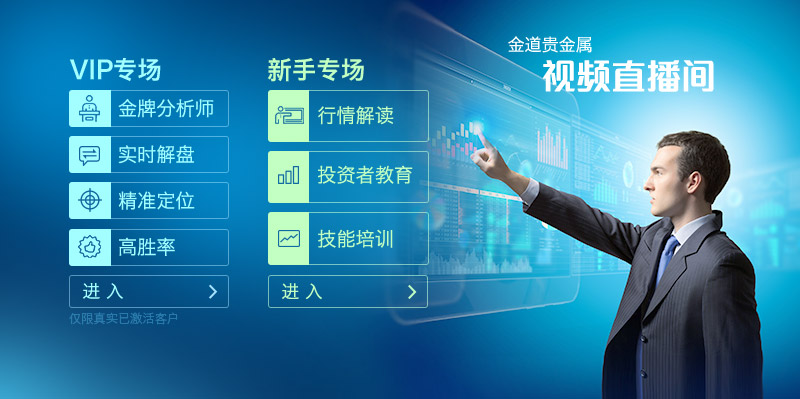 金道贵金属
视频直播间
VIP专场
金牌分析师
实时解盘
精准定位
高胜率
进 入
仅限真实已激活客户
新手专场
行情解读
投资者教育
技能培训
进 入